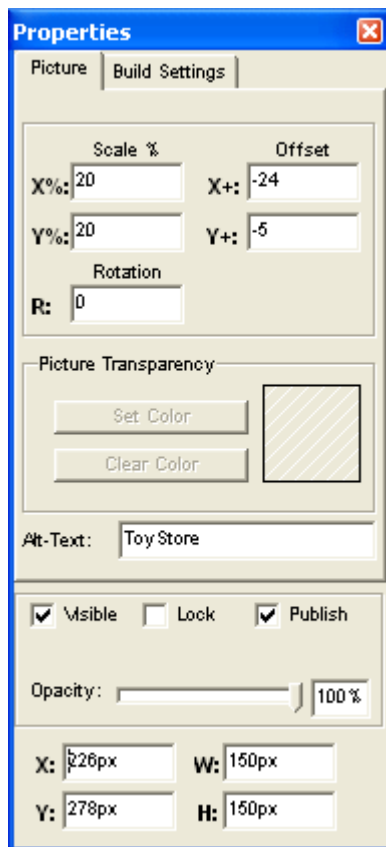 Properties
Picture Build Settings
Scale % Offset
X%: 20 X+: -24
Y%: 20 Y+: -5
Rotation
R: 0
Picture Transparency
Set Color
Clear Color
Alt-Text: Toy Store
Visible Lock Publish
Opacity: 100%
X: 226px W: 150px
Y: 278px H: 150px